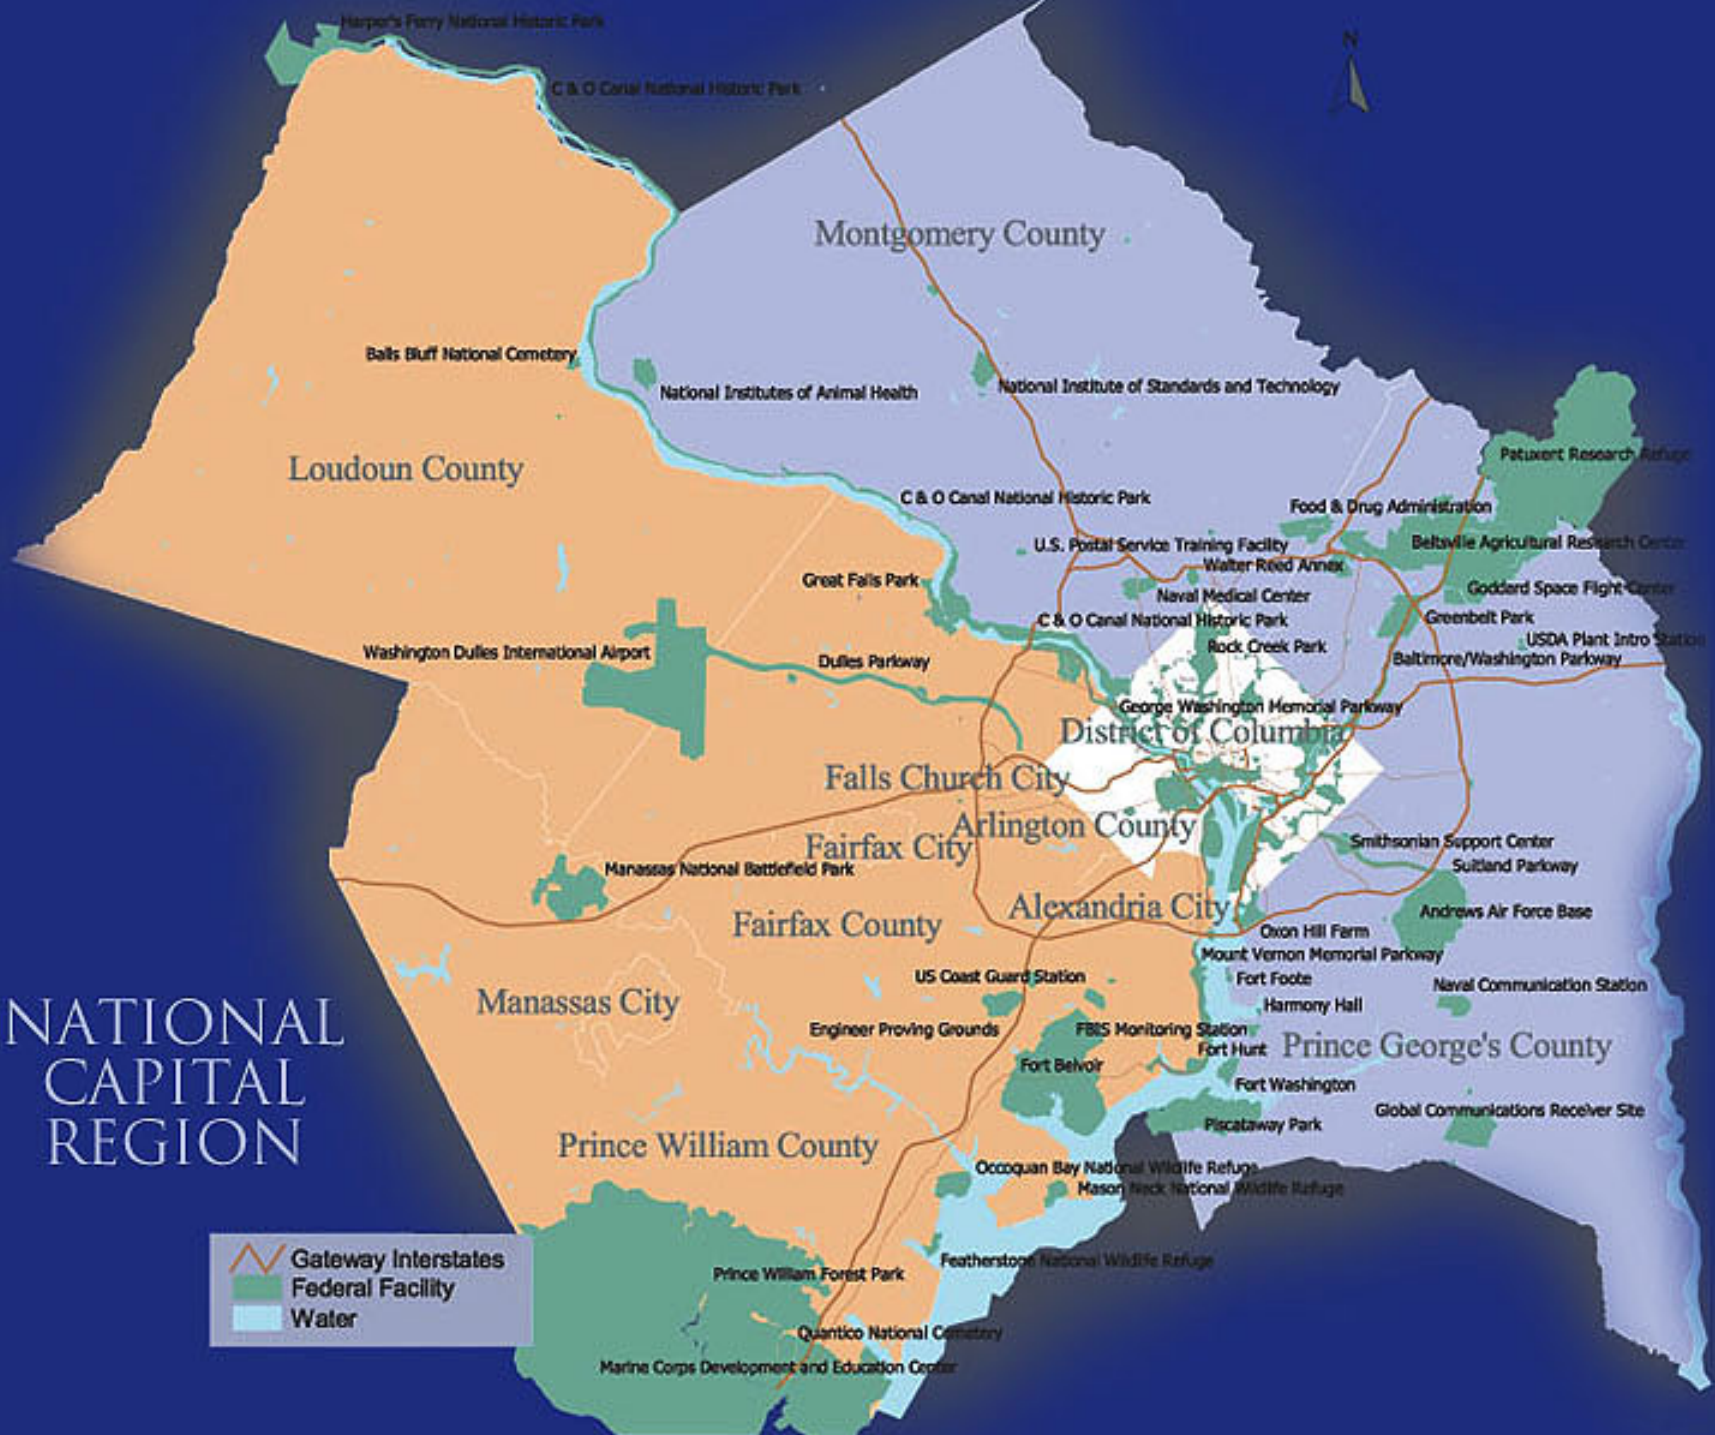 Harper's Ferry National Historic Park
N
C & O Canal National Historic Park
Montgomery County
Balls Bluff National Cemetery
National Institutes of Animal Health
National Institute of Standards and Technology
Loudoun County
Patuxent Research Refuge
C & O Canal National Historic Park
Food & Drug Administration
U.S. Postal Service Training Facility
Beltsville Agricultural Research Center
Walter Reed Annex
Great Falls Park
Naval Medical Center
Goddard Space Flight Center
C & O Canal National Historic Park
Greenbelt Park
Rock Creek Park
USDA Plant Intro Station
Washington Dulles International Airport
Dulles Parkway
Baltimore/Washington Parkway
George Washington Memorial Parkway
District of Columbia
Falls Church City
Arlington County
Fairfax City
Smithsonian Support Center
Manassas National Battlefield Park
Suitland Parkway
Alexandria City
Andrews Air Force Base
Fairfax County
Oxon Hill Farm
Mount Vernon Memorial Parkway
US Coast Guard Station
Fort Foote
Naval Communication Station
Manassas City
Harmony Hall
Engineer Proving Grounds
FBIS Monitoring Station
Fort Hunt
Prince George's County
Fort Belvoir
Fort Washington
NATIONAL
CAPITAL
REGION
Global Communications Receiver Site
Piscataway Park
Prince William County
Occoquan Bay National Wildlife Refuge
Mason Neck National Wildlife Refuge
Gateway Interstates
Federal Facility
Water
Featherstone National Wildlife Refuge
Prince William Forest Park
Quantico National Cemetery
Marine Corps Development and Education Center